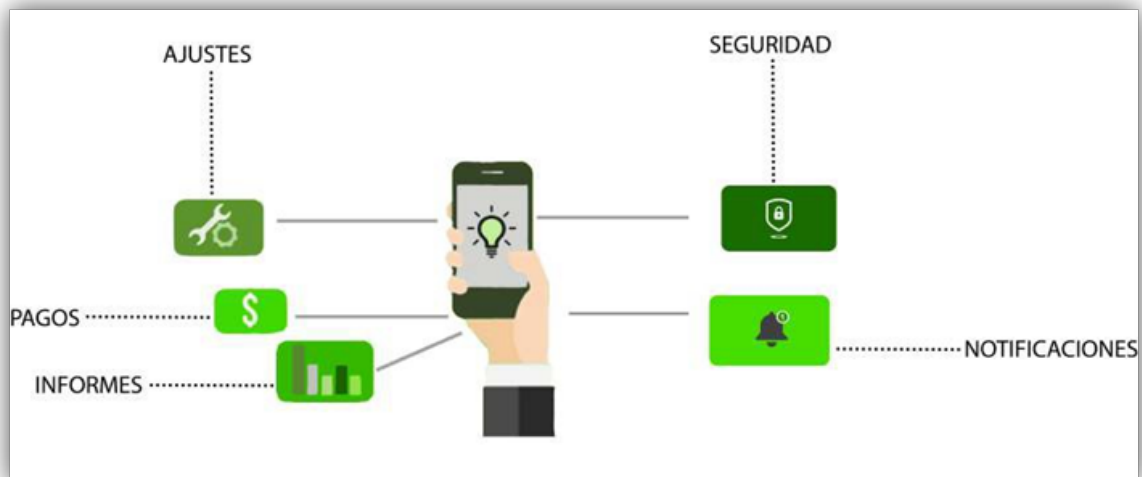 AJUSTES
SEGURIDAD
$
PAGOS
INFORMES
NOTIFICACIONES